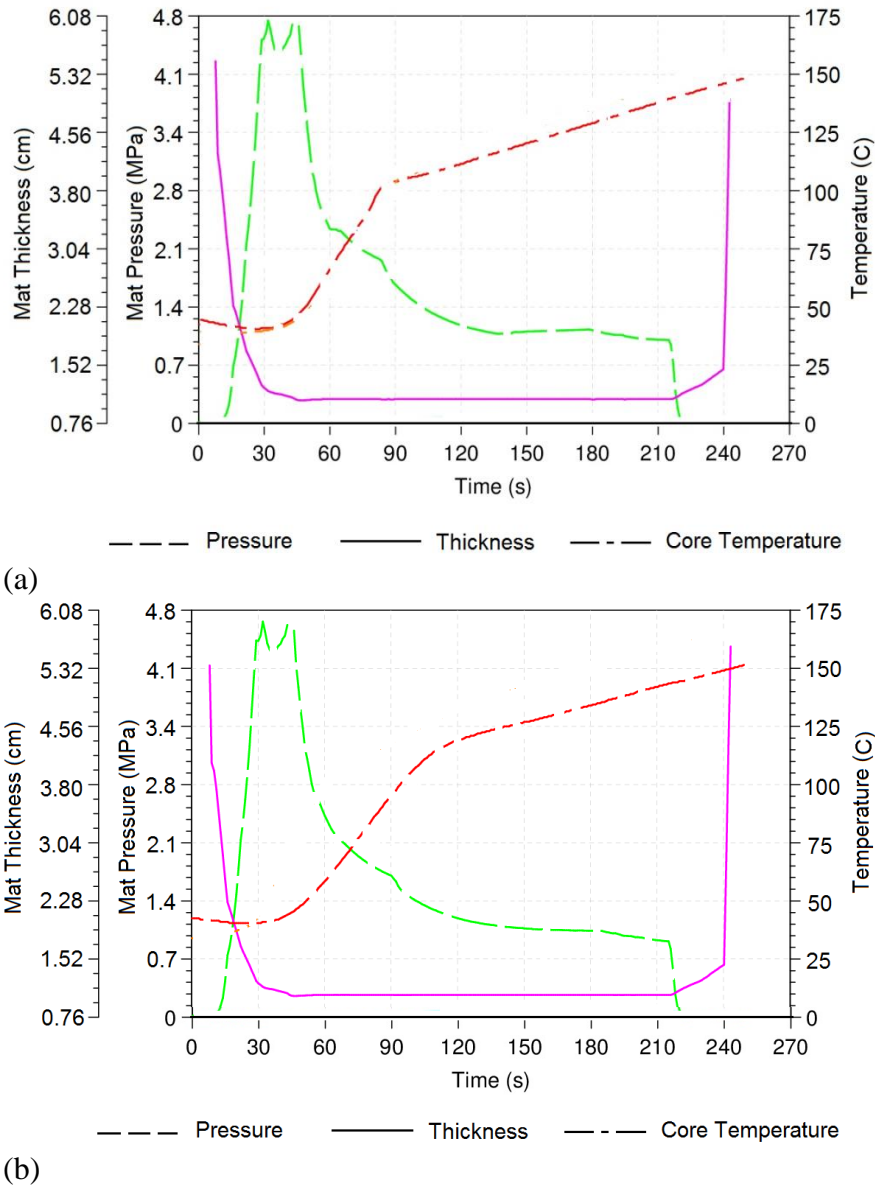 6.08 4.8 175
5.32 4.1 150
4.56 3.4 125
3.80 2.8 100
3.04 2.1 75
2.28 1.4 50
1.52 0.7 25
0.76 0 0
Mat Thickness (cm)
Mat Pressure (MPa)
Temperature (C)
0 30 60 90 120 150 180 210 240 270
Time (s)
Pressure Thickness Core Temperature
(a)
6.08 4.8 175
5.32 4.1 150
4.56 3.4 125
3.80 2.8 100
3.04 2.1 75
2.28 1.4 50
1.52 0.7 25
0.76 0 0
Mat Thickness (cm)
Mat Pressure (MPa)
Temperature (C)
0 30 60 90 120 150 180 210 240 270
Time (s)
Pressure Thickness Core Temperature
(b)